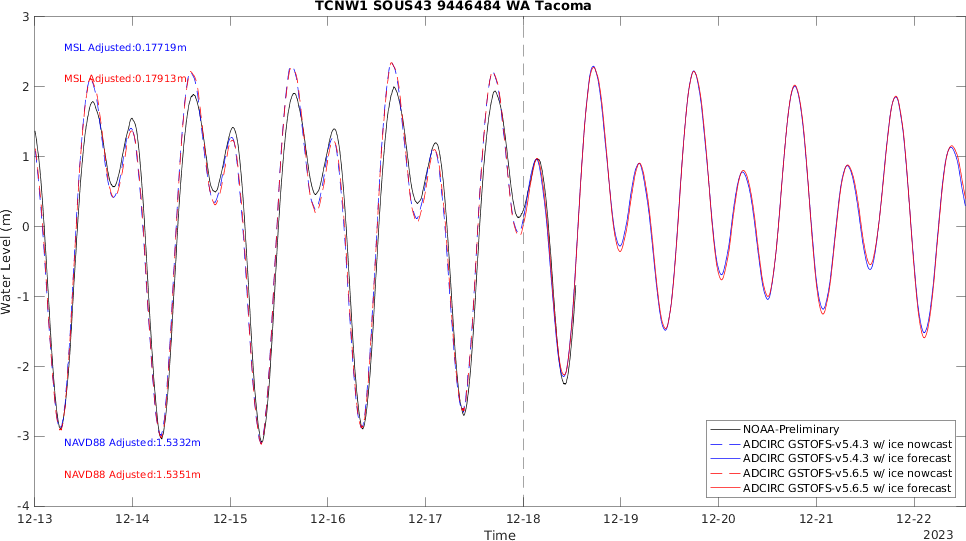 TCNW1 SOUS43 9446484 WA Tacoma
3
2
1
0
-1
-2
-3
-4
Water Level (m)
MSL Adjusted:0.17719m
MSL Adjusted:0.17913m
NAVD88 Adjusted:1.5332m
NAVD88 Adjusted:1.5351m
NOAA-Preliminary
ADCIRC GSTOFS-v5.4.3 w/ ice nowcast
ADCIRC GSTOFS-v5.4.3 w/ ice forecast
ADCIRC GSTOFS-v5.6.5 w/ ice nowcast
ADCIRC GSTOFS-v5.6.5 w/ ice forecast
12-13 12-14 12-15 12-16 12-17 12-18 12-19 12-20 12-21 12-22
Time
2023